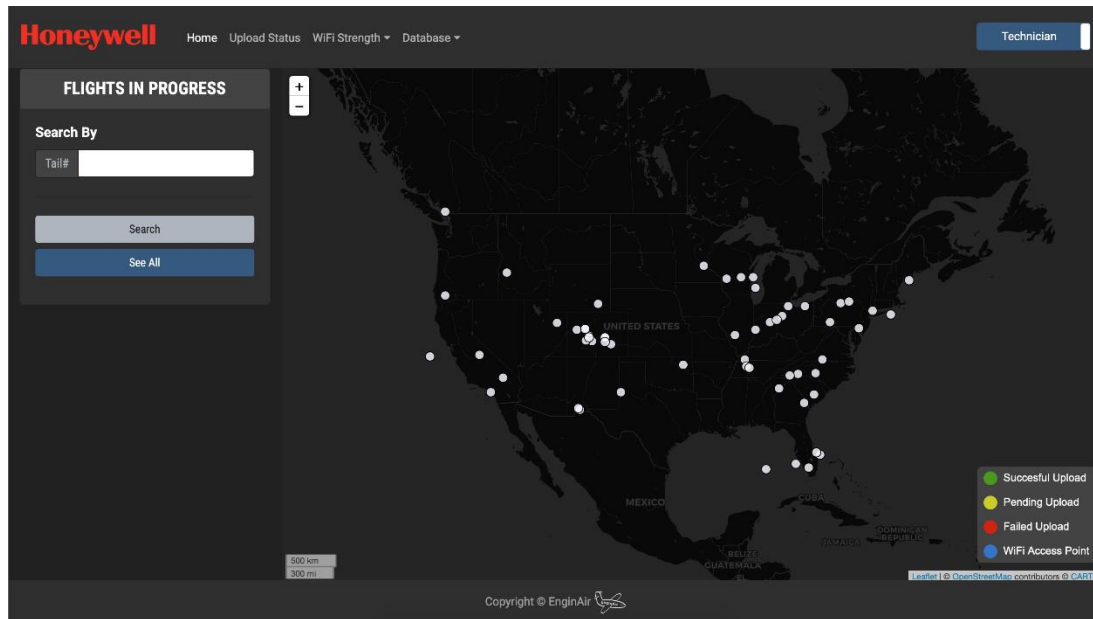 Honeywell
Home Upload Status WiFi Strength Database
Technician
FLIGHTS IN PROGRESS
Search By
Tail#
Search
See All
+
−
UNITED STATES
MEXICO
CUBA
DOMINICAN
REPUBLIC
JAMAICA
BELIZE
GUATEMALA
Succesful Upload
Pending Upload
Failed Upload
WiFi Access Point
500 km
300 mi
Leaflet | © OpenStreetMap contributors © CART
Copyright © EnginAir